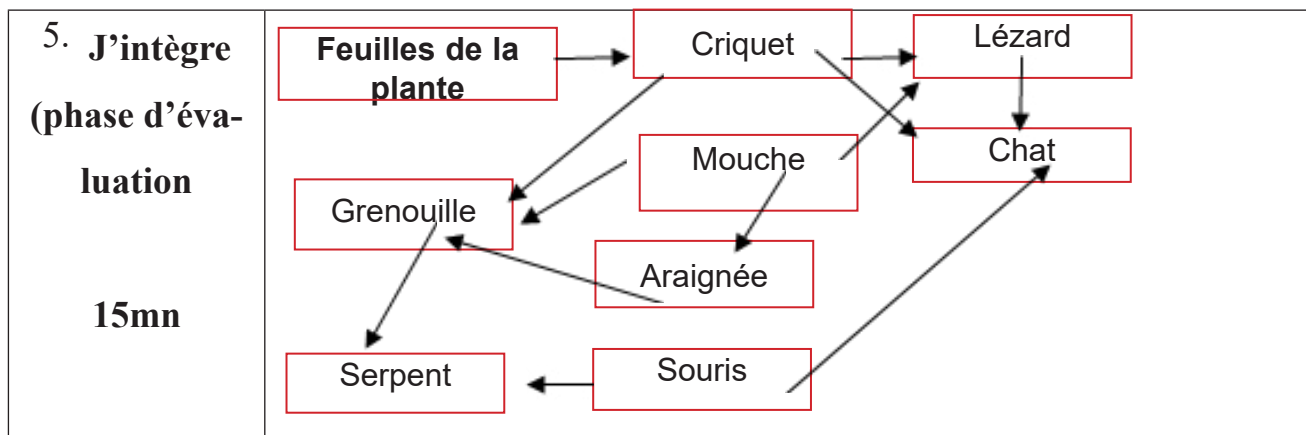 5. J’intègre
(phase d’éva-
luation
15mn
Feuilles de la
plante
Criquet
Lézard
Mouche
Chat
Grenouille
Araignée
Serpent
Souris